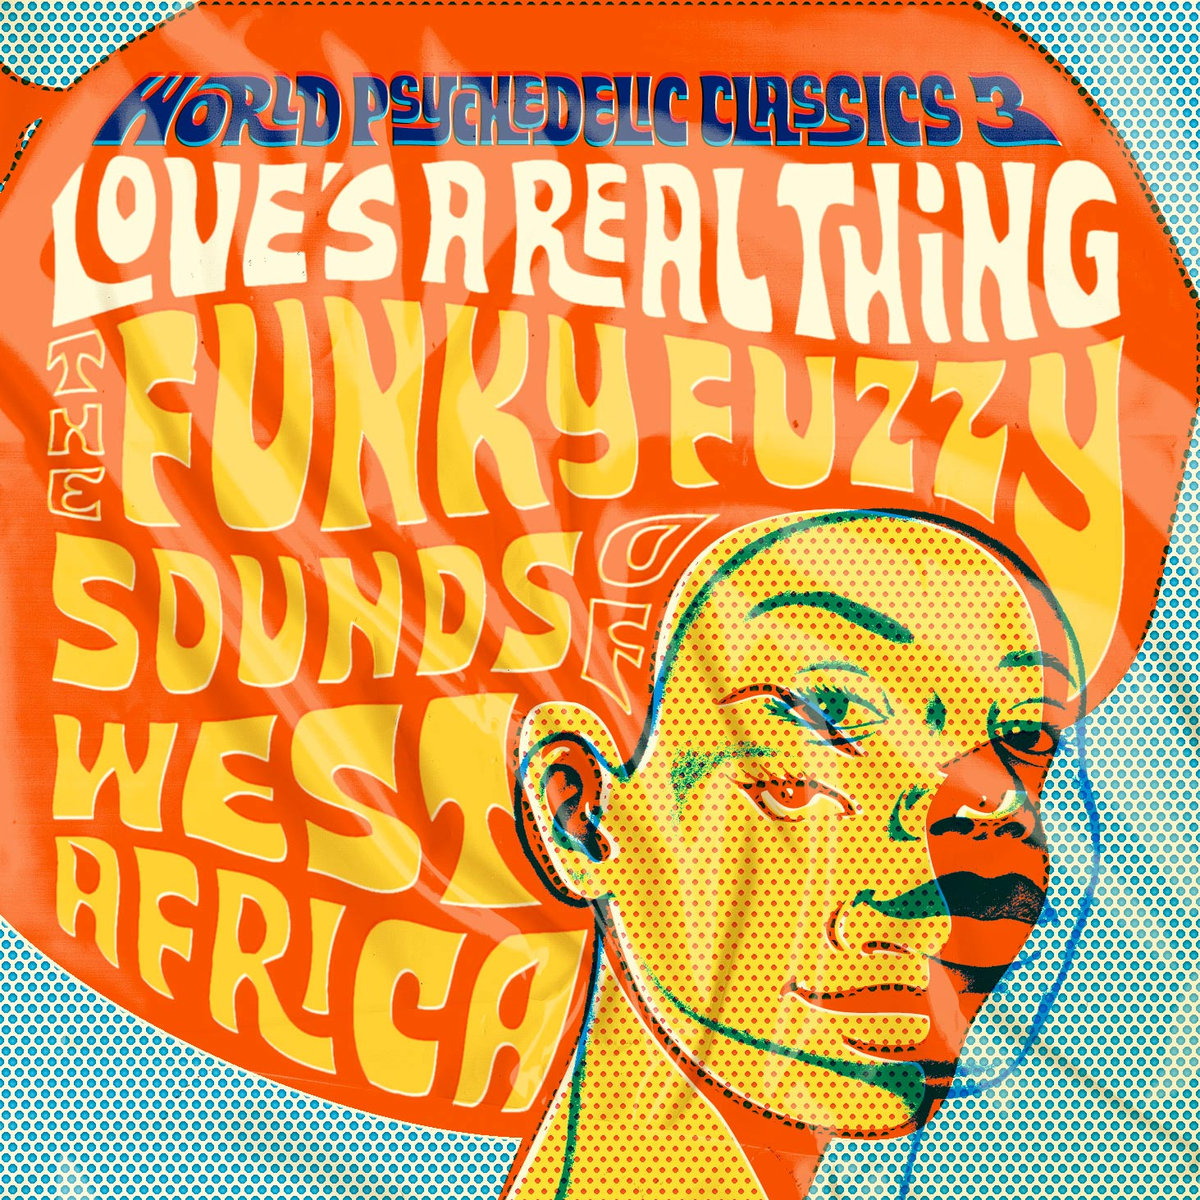 WORLD PSYCHEDELIC CLASSICS 3
LOVE'S A REAL THING
THE FUNKY FUZZY
SOUNDS OF
WEST
AFRICA